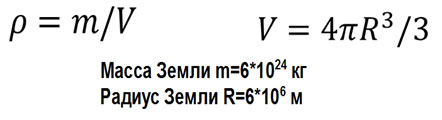 ρ = m/V V = 4πR³/3
Масса Земли m=6*10²⁴ кг
Радиус Земли R=6*10⁶ м